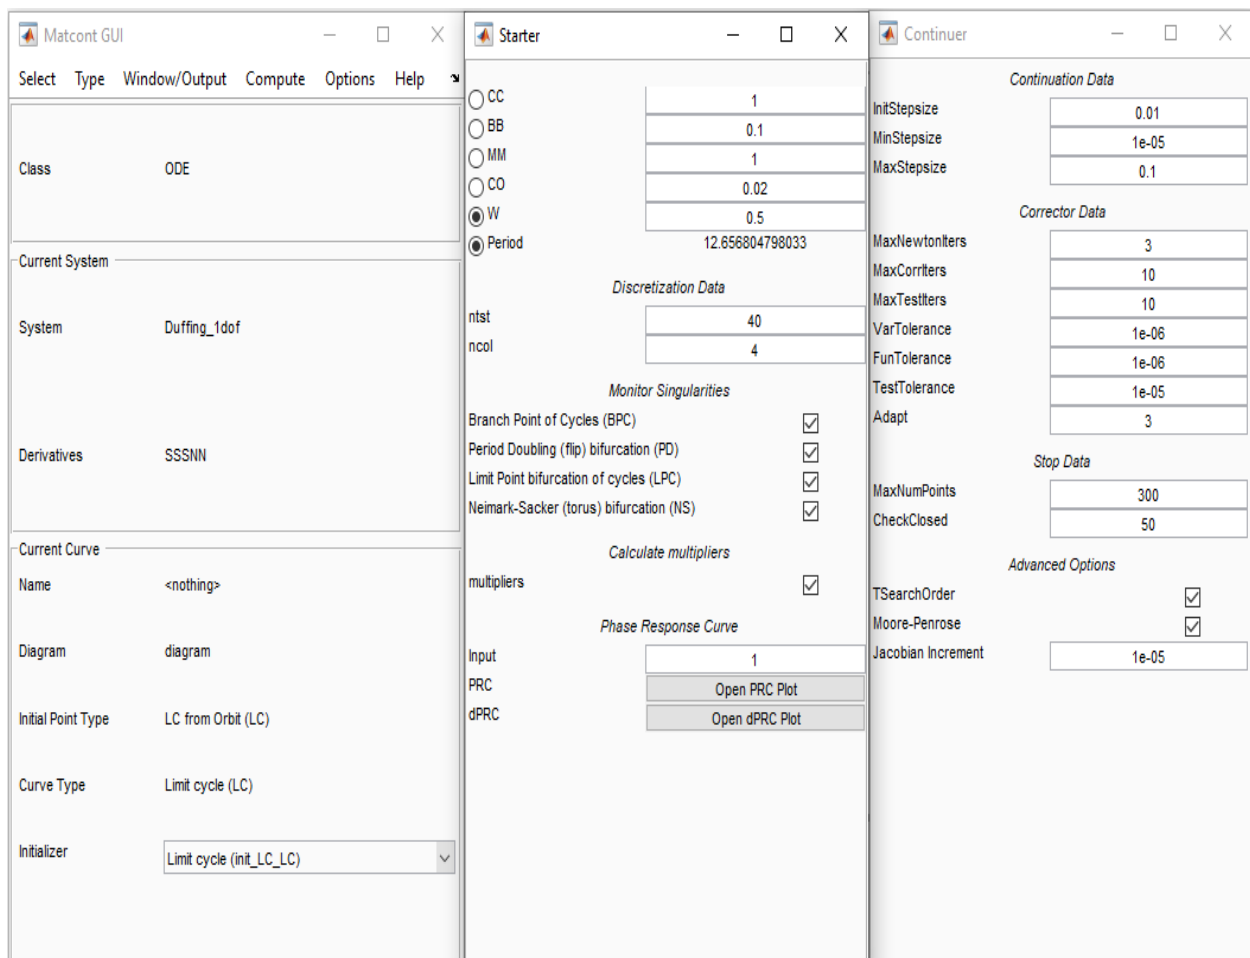 Matcont GUI
Select Type Window/Output Compute Options Help
Class ODE
Current System
System Duffing_1dof
Derivatives SSSNN
Current Curve
Name <nothing>
Diagram diagram
Initial Point Type LC from Orbit (LC)
Curve Type Limit cycle (LC)
Initializer Limit cycle (init_LC_LC)
Starter
CC 1
BB 0.1
MM 1
CO 0.02
W 0.5
Period 12.656804798033
Discretization Data
ntst 40
ncol 4
Monitor Singularities
Branch Point of Cycles (BPC)
Period Doubling (flip) bifurcation (PD)
Limit Point bifurcation of cycles (LPC)
Neimark-Sacker (torus) bifurcation (NS)
Calculate multipliers
multipliers
Phase Response Curve
Input 1
PRC Open PRC Plot
dPRC Open dPRC Plot
Continuer
Continuation Data
InitStepsize 0.01
MinStepsize 1e-05
MaxStepsize 0.1
Corrector Data
MaxNewtonIters 3
MaxCorrIters 10
MaxTestIters 10
VarTolerance 1e-06
FunTolerance 1e-06
TestTolerance 1e-05
Adapt 3
Stop Data
MaxNumPoints 300
CheckClosed 50
Advanced Options
TSearchOrder
Moore-Penrose
Jacobian Increment 1e-05